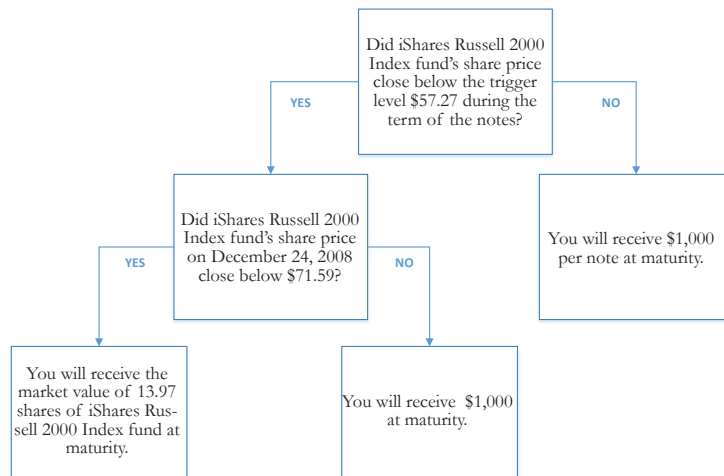 Did iShares Russell 2000
Index fund's share price
close below the trigger
level $57.27 during the
term of the notes?
YES
NO
Did iShares Russell 2000
Index fund's share price
on December 24, 2008
close below $71.59?
You will receive $1,000
per note at maturity.
YES
NO
You will receive the
market value of 13.97
shares of iShares Rus-
sell 2000 Index fund at
maturity.
You will receive $1,000
at maturity.